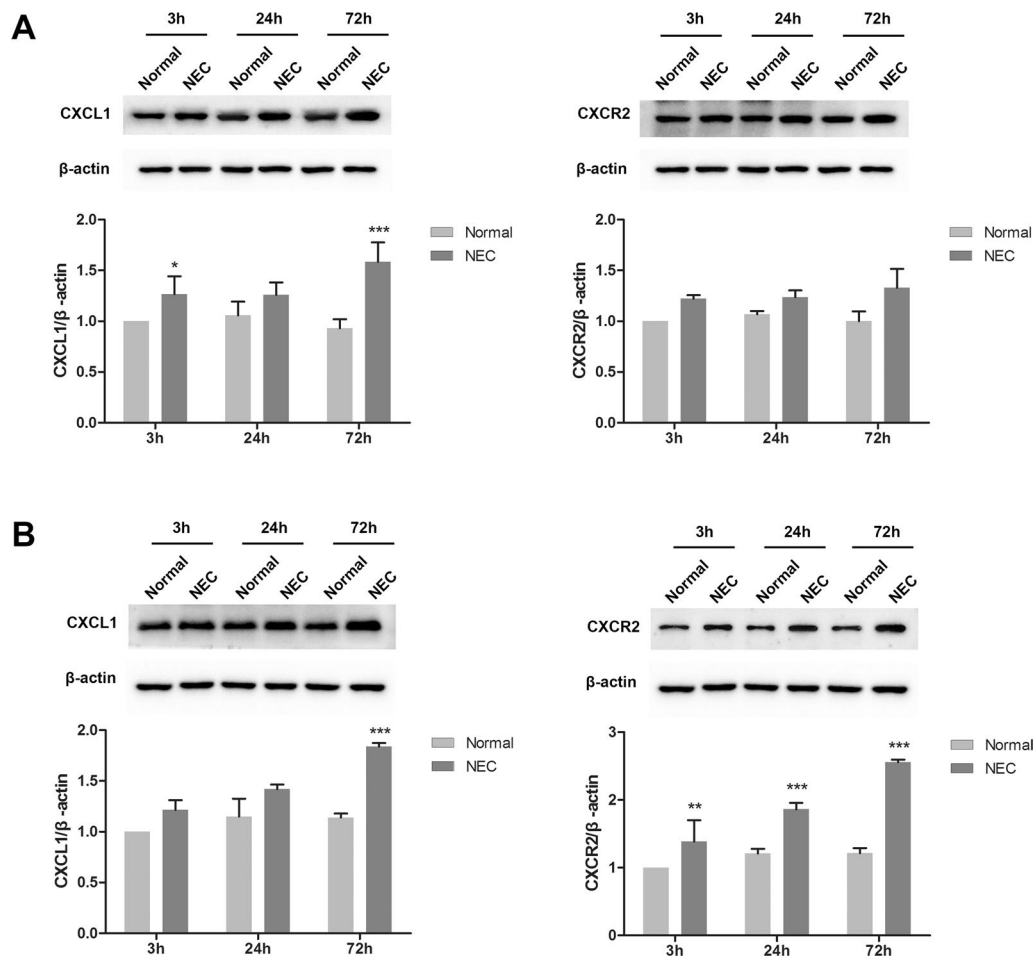 A
3h 24h 72h
Normal NEC Normal NEC Normal NEC
CXCL1
β-actin
2.0
1.5
1.0
0.5
0.0
CXCL1/β -actin
* ***
3h 24h 72h
Normal
NEC
3h 24h 72h
Normal NEC Normal NEC Normal NEC
CXCR2
β-actin
2.0
1.5
1.0
0.5
0.0
CXCR2/β -actin
3h 24h 72h
Normal
NEC
B
3h 24h 72h
Normal NEC Normal NEC Normal NEC
CXCL1
β-actin
2.0
1.5
1.0
0.5
0.0
CXCL1/β -actin
***
3h 24h 72h
Normal
NEC
3h 24h 72h
Normal NEC Normal NEC Normal NEC
CXCR2
β-actin
3
2
1
0
CXCR2/β -actin
** *** ***
3h 24h 72h
Normal
NEC